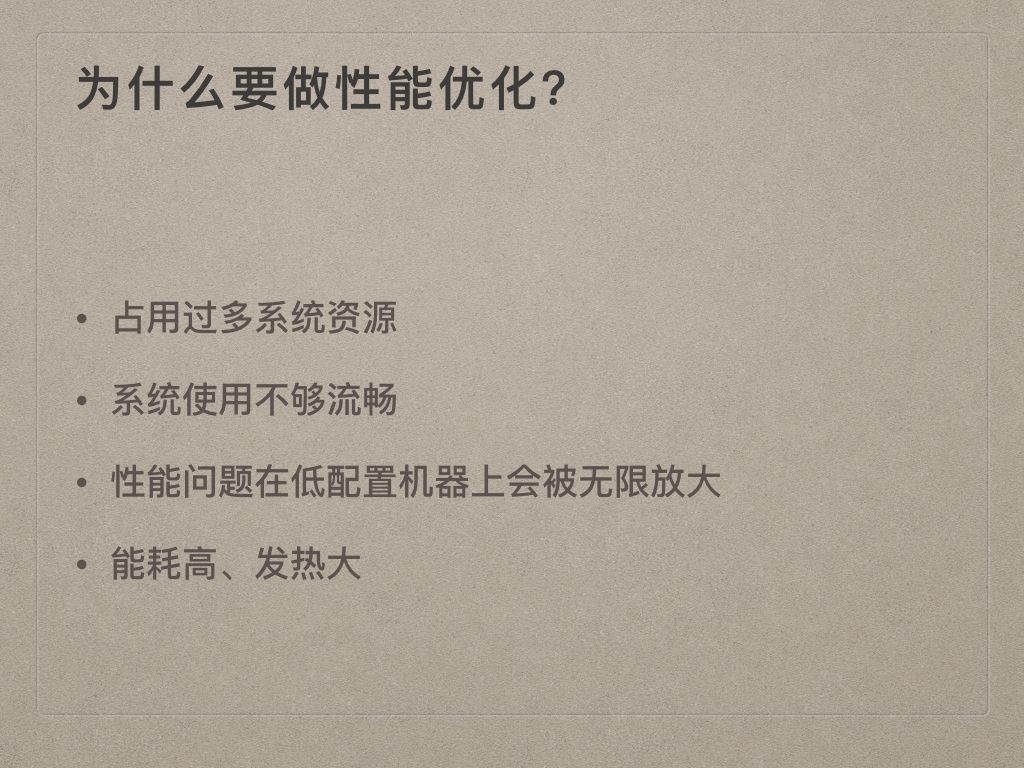 为什么要做性能优化?
• 占用过多系统资源
• 系统使用不够流畅
• 性能问题在低配置机器上会被无限放大
• 能耗高、发热大